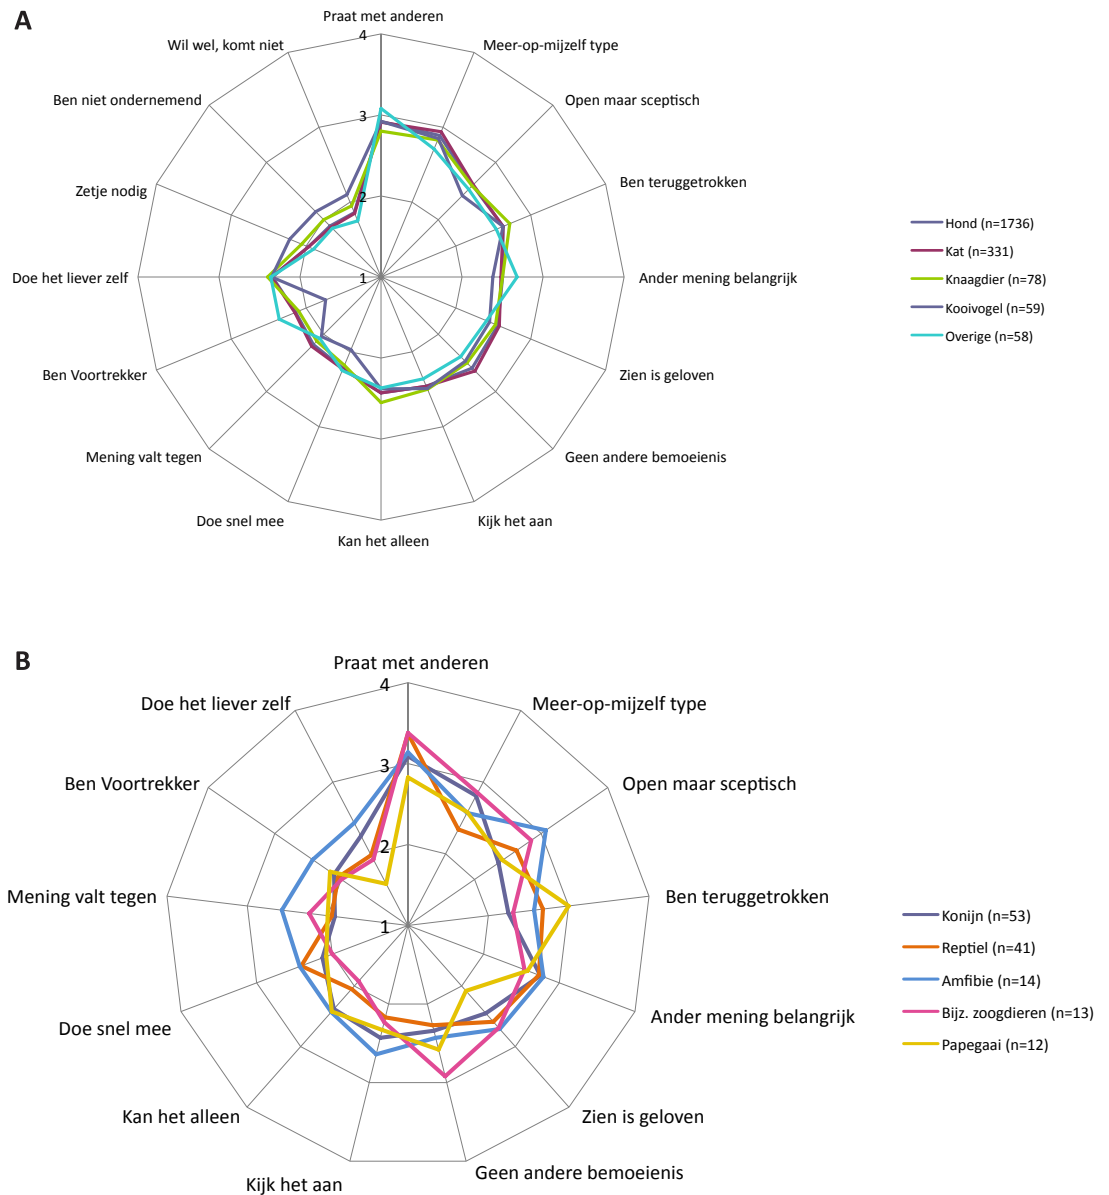 A
Praat met anderen
4
Wil wel, komt niet
Meer-op-mijzelf type
Ben niet ondernemend
Open maar sceptisch
3
Zetje nodig
Ben teruggetrokken
2
Doe het liever zelf
1
Ander mening belangrijk
Ben Voortrekker
Zien is geloven
Mening valt tegen
Geen andere bemoeienis
Doe snel mee
Kijk het aan
Kan het alleen
Hond (n=1736)
Kat (n=331)
Knaagdier (n=78)
Kooivogel (n=59)
Overige (n=58)
B
Praat met anderen
4
Doe het liever zelf
Meer-op-mijzelf type
3
Ben Voortrekker
Open maar sceptisch
2
Mening valt tegen
Ben teruggetrokken
1
Doe snel mee
Ander mening belangrijk
Kan het alleen
Zien is geloven
Kijk het aan
Geen andere bemoeienis
Konijn (n=53)
Reptiel (n=41)
Amfibie (n=14)
Bijz. zoogdieren (n=13)
Papegaai (n=12)